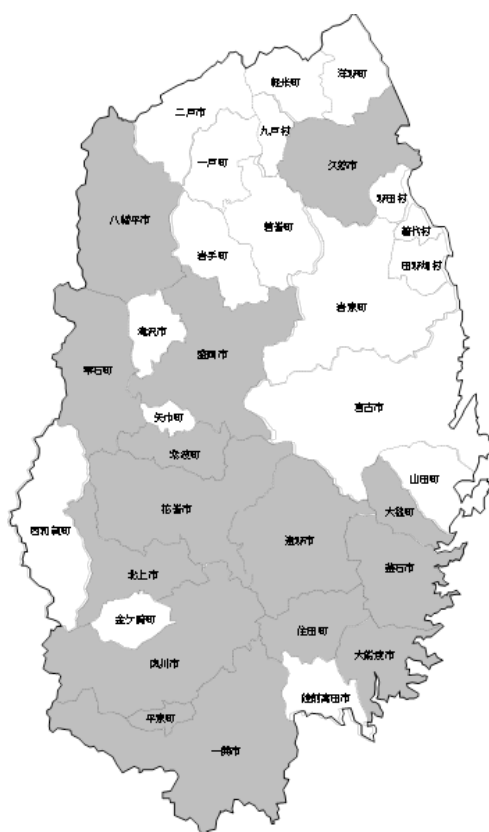 軽米町
洋野町
二戸市
九戸村
一戸町
久慈市
野田村
八幡平市
葛巻町
普代村
岩手町
田野畑村
岩泉町
滝沢市
盛岡市
雫石町
宮古市
矢巾町
紫波町
山田町
花巻市
大槌町
西和賀町
遠野市
釜石市
北上市
金ケ崎町
住田町
大船渡市
奥州市
陸前高田市
平泉町
一関市